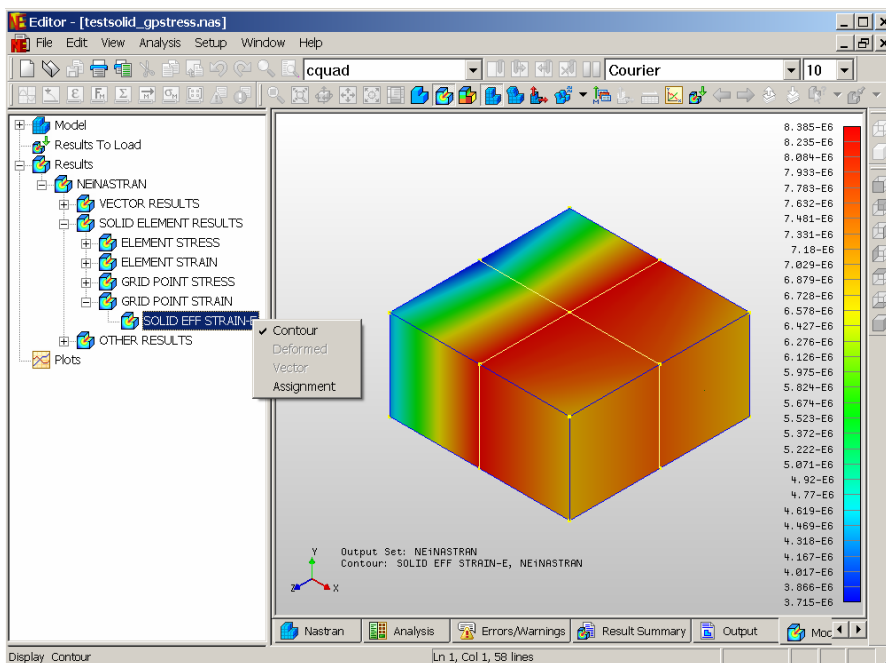 NE Editor - [testsolid_gpstress.nas]
NE File Edit View Analysis Setup Window Help
cquad Courier 10
Model
Results To Load
Results
NEiNASTRAN
VECTOR RESULTS
SOLID ELEMENT RESULTS
ELEMENT STRESS
ELEMENT STRAIN
GRID POINT STRESS
GRID POINT STRAIN
SOLID EFF STRAIN-E
OTHER RESULTS
Plots
Contour
Deformed
Vector
Assignment
8.385-E6
8.235-E6
8.084-E6
7.933-E6
7.783-E6
7.632-E6
7.481-E6
7.331-E6
7.18-E6
7.029-E6
6.879-E6
6.728-E6
6.578-E6
6.427-E6
6.276-E6
6.126-E6
5.975-E6
5.824-E6
5.674-E6
5.523-E6
5.372-E6
5.222-E6
5.071-E6
4.92-E6
4.77-E6
4.619-E6
4.469-E6
4.318-E6
4.167-E6
4.017-E6
3.866-E6
3.715-E6
Y
Z X
Output Set: NEiNASTRAN
Contour: SOLID EFF STRAIN-E, NEiNASTRAN
Nastran Analysis Errors/Warnings Result Summary Output Moc
Display Contour Ln 1, Col 1, 58 lines